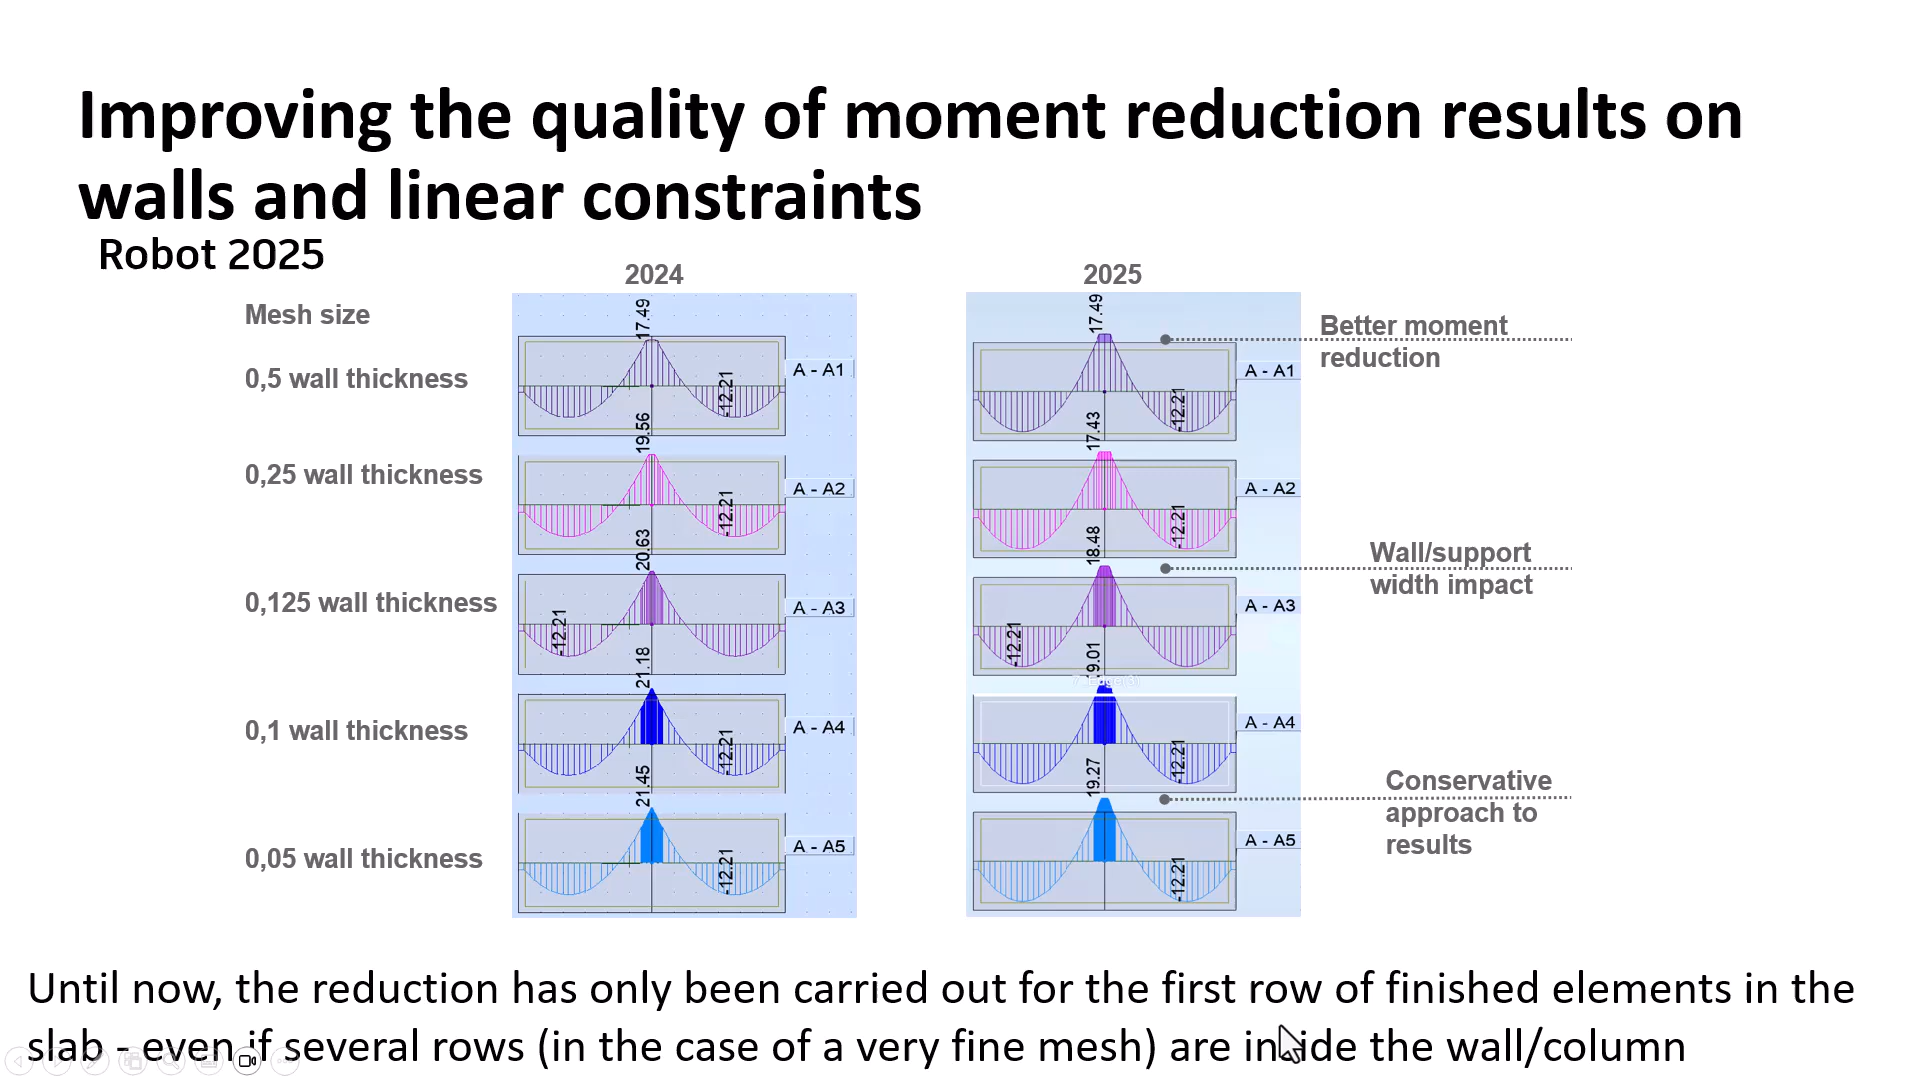 Improving the quality of moment reduction results on
walls and linear constraints
Robot 2025
2024
2025
Mesh size
0,5 wall thickness
0,25 wall thickness
0,125 wall thickness
0,1 wall thickness
0,05 wall thickness
17.49
-12.21
A - A1
19.56
-12.21
A - A2
20.63
-12.21
A - A3
21.18
-12.21
A - A4
21.45
-12.21
A - A5
17.49
-12.21
A - A1
17.43
-12.21
A - A2
18.48
-12.21
A - A3
9.01
-12.21
A - A4
19.27
-12.21
A - A5
Better moment
reduction
Wall/support
width impact
Conservative
approach to
results
Until now, the reduction has only been carried out for the first row of finished elements in the
slab - even if several rows (in the case of a very fine mesh) are inside the wall/column